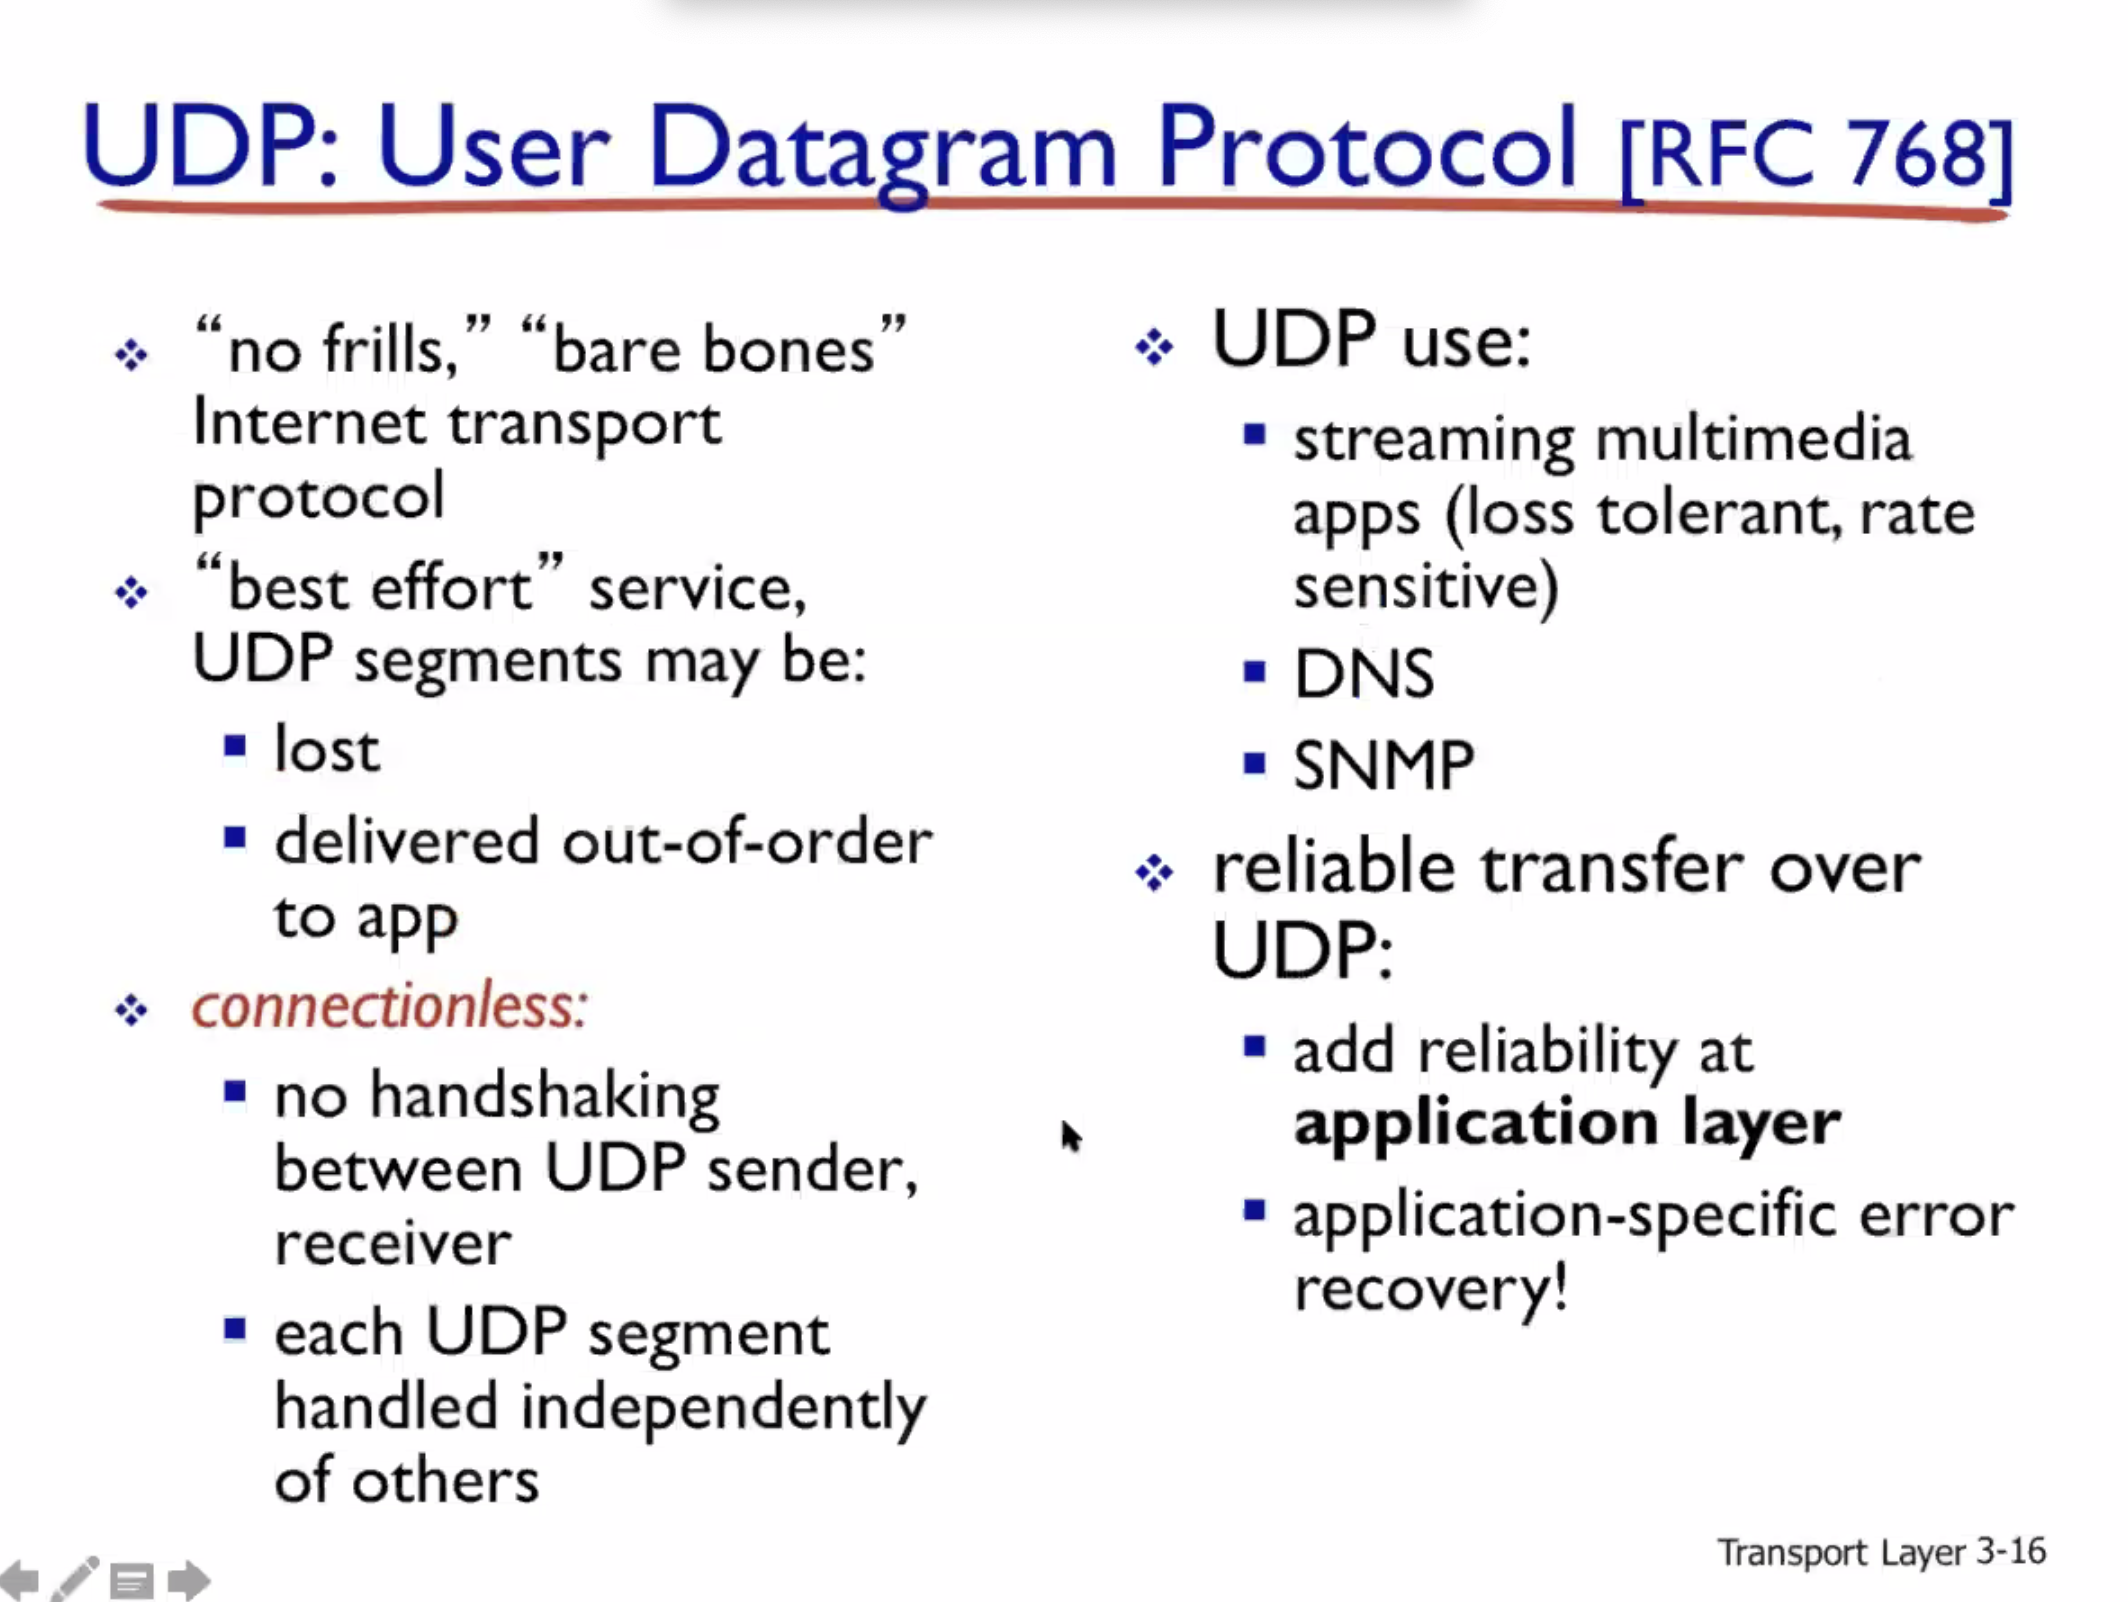 UDP: User Datagram Protocol [RFC 768]
“no frills,” “bare bones”
Internet transport
protocol
“best effort” service,
UDP segments may be:
lost
delivered out-of-order
to app
connectionless:
no handshaking
between UDP sender,
receiver
each UDP segment
handled independently
of others
UDP use:
streaming multimedia
apps (loss tolerant, rate
sensitive)
DNS
SNMP
reliable transfer over
UDP:
add reliability at
application layer
application-specific error
recovery!
Transport Layer 3-16